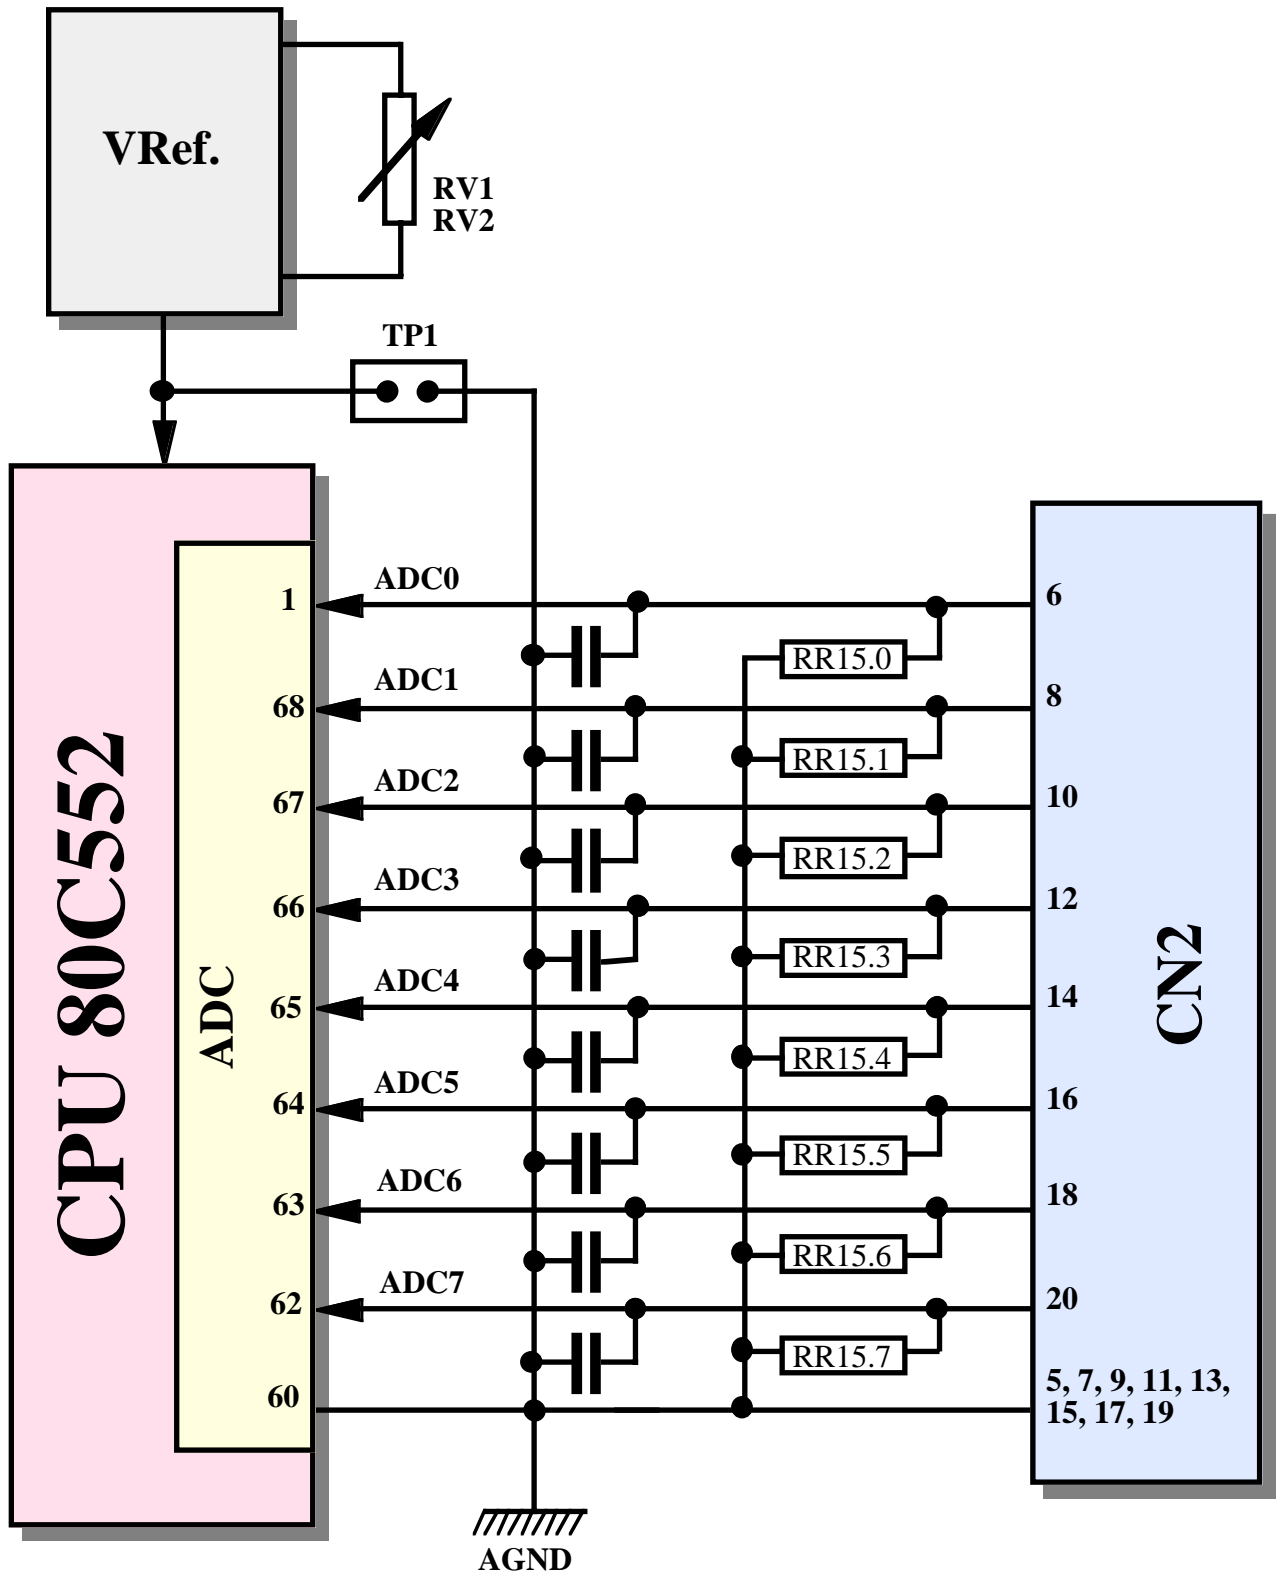 VRef.
RV1
RV2
TP1
CPU 80C552
ADC
1
ADC0
6
RR15.0
68
ADC1
8
RR15.1
67
ADC2
10
RR15.2
66
ADC3
12
RR15.3
65
ADC4
14
RR15.4
64
ADC5
16
RR15.5
63
ADC6
18
RR15.6
62
ADC7
20
RR15.7
60
5, 7, 9, 11, 13,
15, 17, 19
CN2
AGND